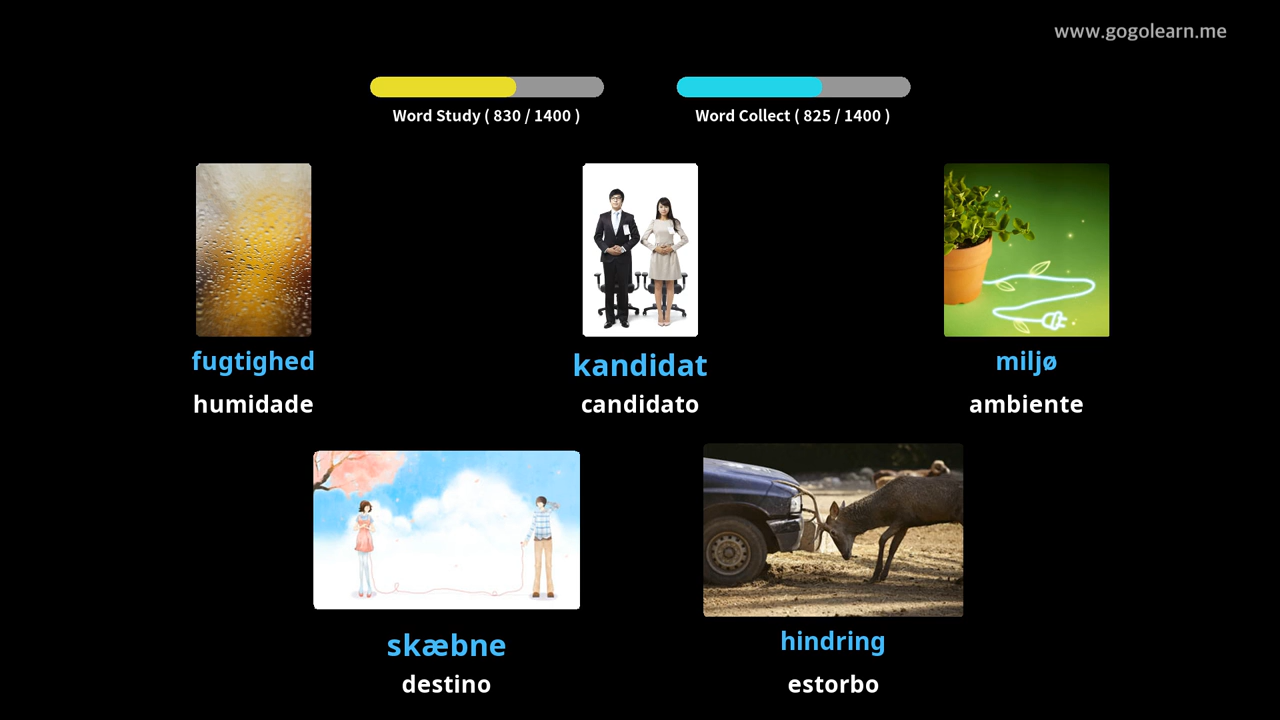 www.gogolearn.me
Word Study ( 830 / 1400 )
Word Collect ( 825 / 1400 )
fugtighed
humidade
kandidat
candidato
miljø
ambiente
skæbne
destino
hindring
estorbo